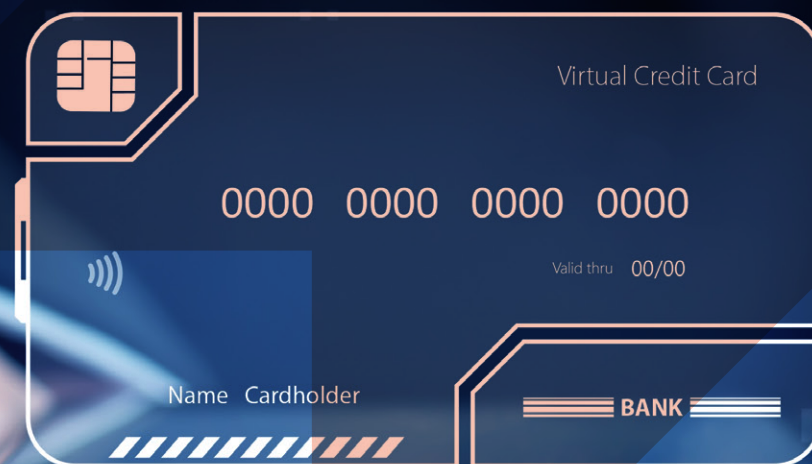 Virtual Credit Card
0000 0000 0000 0000
Valid thru 00/00
Name Cardholder
BANK